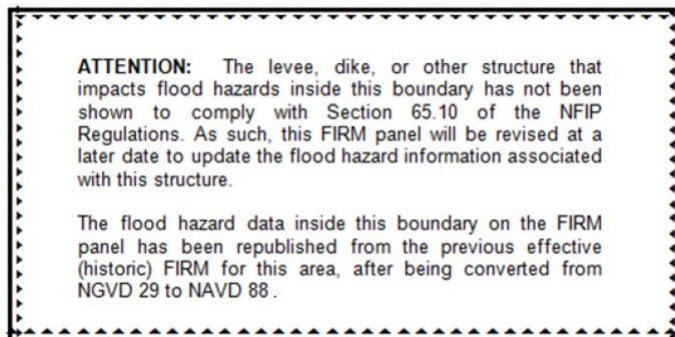 ATTENTION: The levee, dike, or other structure that
impacts flood hazards inside this boundary has not been
shown to comply with Section 65.10 of the NFIP
Regulations. As such, this FIRM panel will be revised at a
later date to update the flood hazard information associated
with this structure.
The flood hazard data inside this boundary on the FIRM
panel has been republished from the previous effective
(historic) FIRM for this area, after being converted from
NGVD 29 to NAVD 88 .